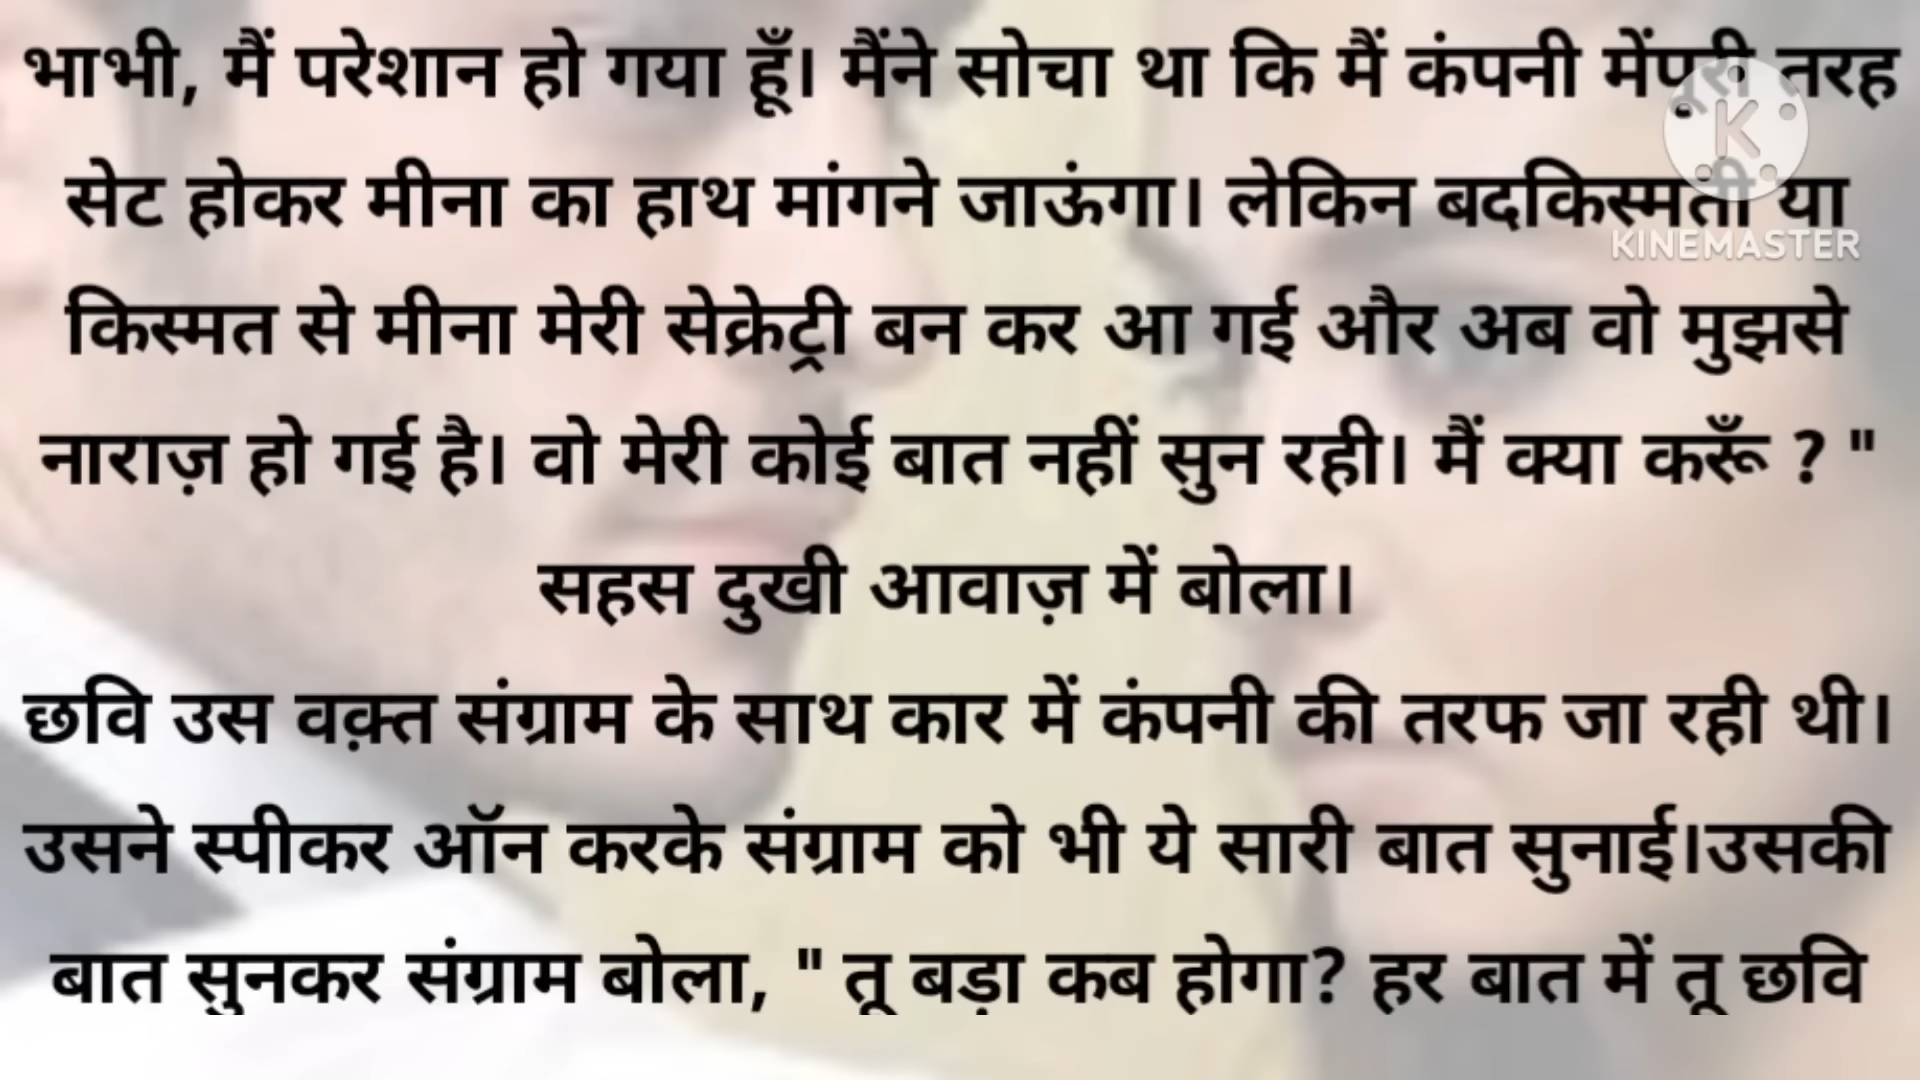 भाभी, मैं परेशान हो गया हूँ। मैंने सोचा था कि मैं कंपनी मेंपूरी तरह
सेट होकर मीना का हाथ मांगने जाऊंगा। लेकिन बदकिस्मती या
KINEMASTER
किस्मत से मीना मेरी सेक्रेट्री बन कर आ गई और अब वो मुझसे
नाराज़ हो गई है। वो मेरी कोई बात नहीं सुन रही। मैं क्या करूँ ? "
सहस दुखी आवाज़ में बोला।
छवि उस वक़्त संग्राम के साथ कार में कंपनी की तरफ जा रही थी।
उसने स्पीकर ऑन करके संग्राम को भी ये सारी बात सुनाई।उसकी
बात सुनकर संग्राम बोला, " तू बड़ा कब होगा? हर बात में तू छवि